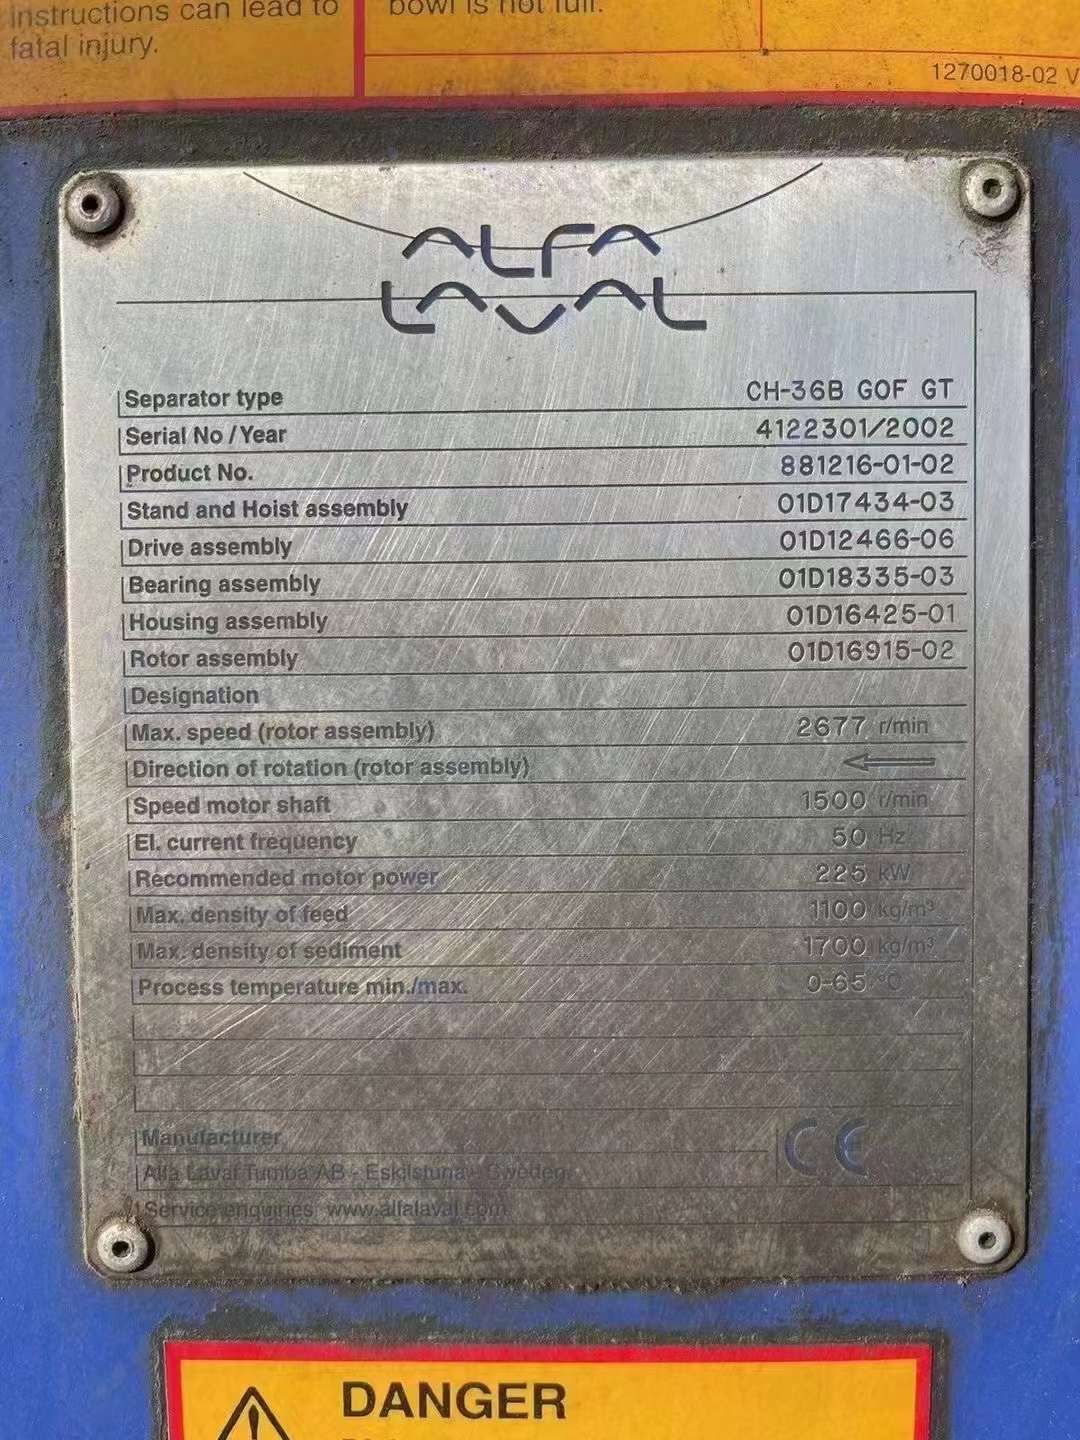 Instructions can lead to
fatal injury.
bowl is not full.
1270018-02 V
ALFA
LAVAL
Separator type CH-36B GOF GT
Serial No / Year 4122301/2002
Product No. 881216-01-02
Stand and Hoist assembly 01D17434-03
Drive assembly 01D12466-06
Bearing assembly 01D18335-03
Housing assembly 01D16425-01
Rotor assembly 01D16915-02
Designation
Max. speed (rotor assembly) 2677 r/min
Direction of rotation (rotor assembly)
Speed motor shaft 1500 r/min
El. current frequency 50 Hz
Recommended motor power 225 kW
Max. density of feed 1100 kg/m³
Max. density of sediment 1700 kg/m³
Process temperature min./max. 0-65 °C
Manufacturer
Alfa Laval Tumba AB - Eskilstuna - Sweden
Service enquiries: www.alfalaval.com
CE
DANGER